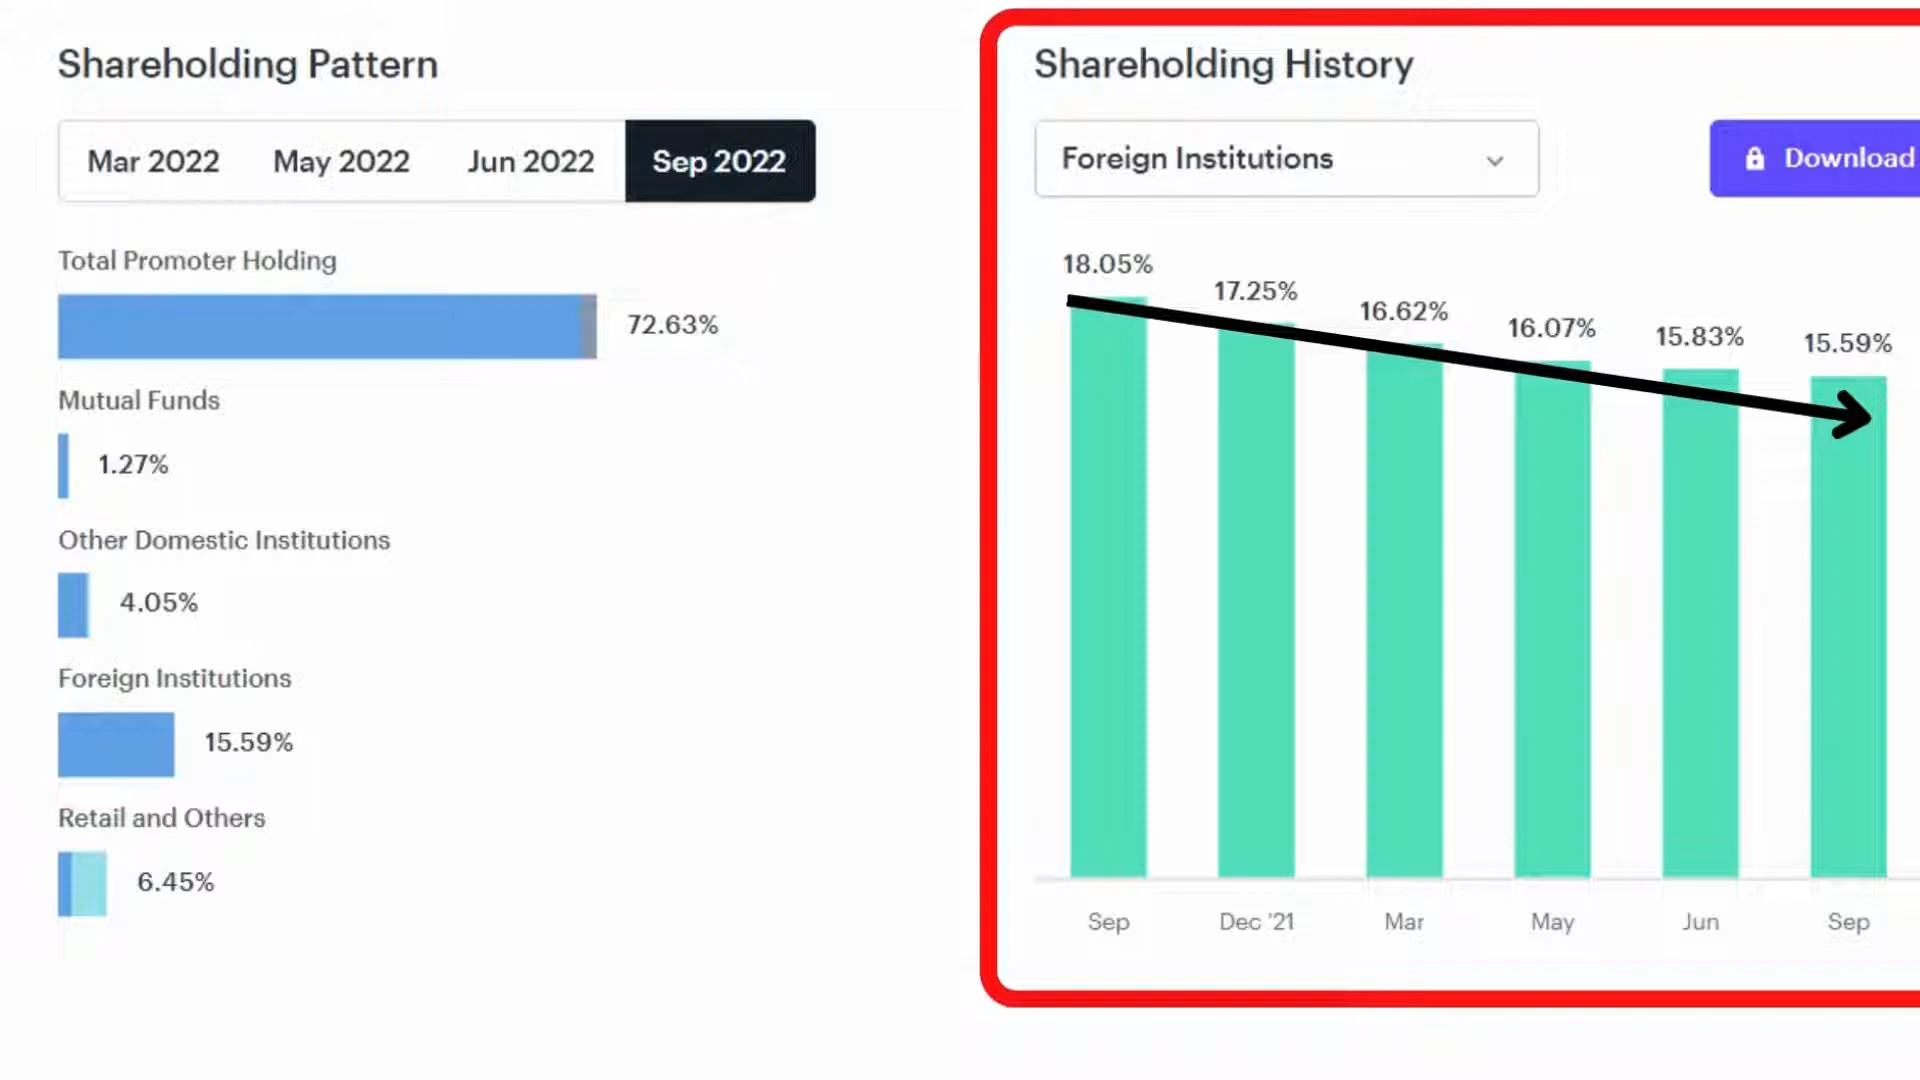 Shareholding Pattern
Mar 2022 May 2022 Jun 2022 Sep 2022
Total Promoter Holding
72.63%
Mutual Funds
1.27%
Other Domestic Institutions
4.05%
Foreign Institutions
15.59%
Retail and Others
6.45%
Shareholding History
Foreign Institutions
Download
18.05% 17.25% 16.62% 16.07% 15.83% 15.59%
Sep Dec '21 Mar May Jun Sep